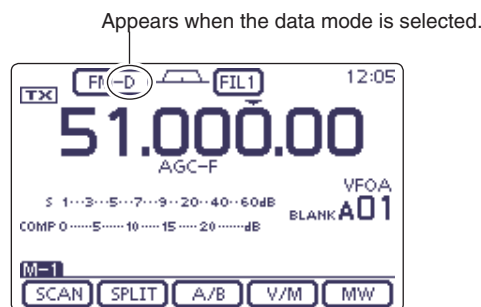 Appears when the data mode is selected.
FM-D FIL1 12:05
TX
51.000.00
AGC-F
VFOA
S 1···3···5···7···9··20··40··60dB
BLANK A01
COMP 0·····5·····10·····15·····20······dB
M-1
SCAN SPLIT A/B V/M MW